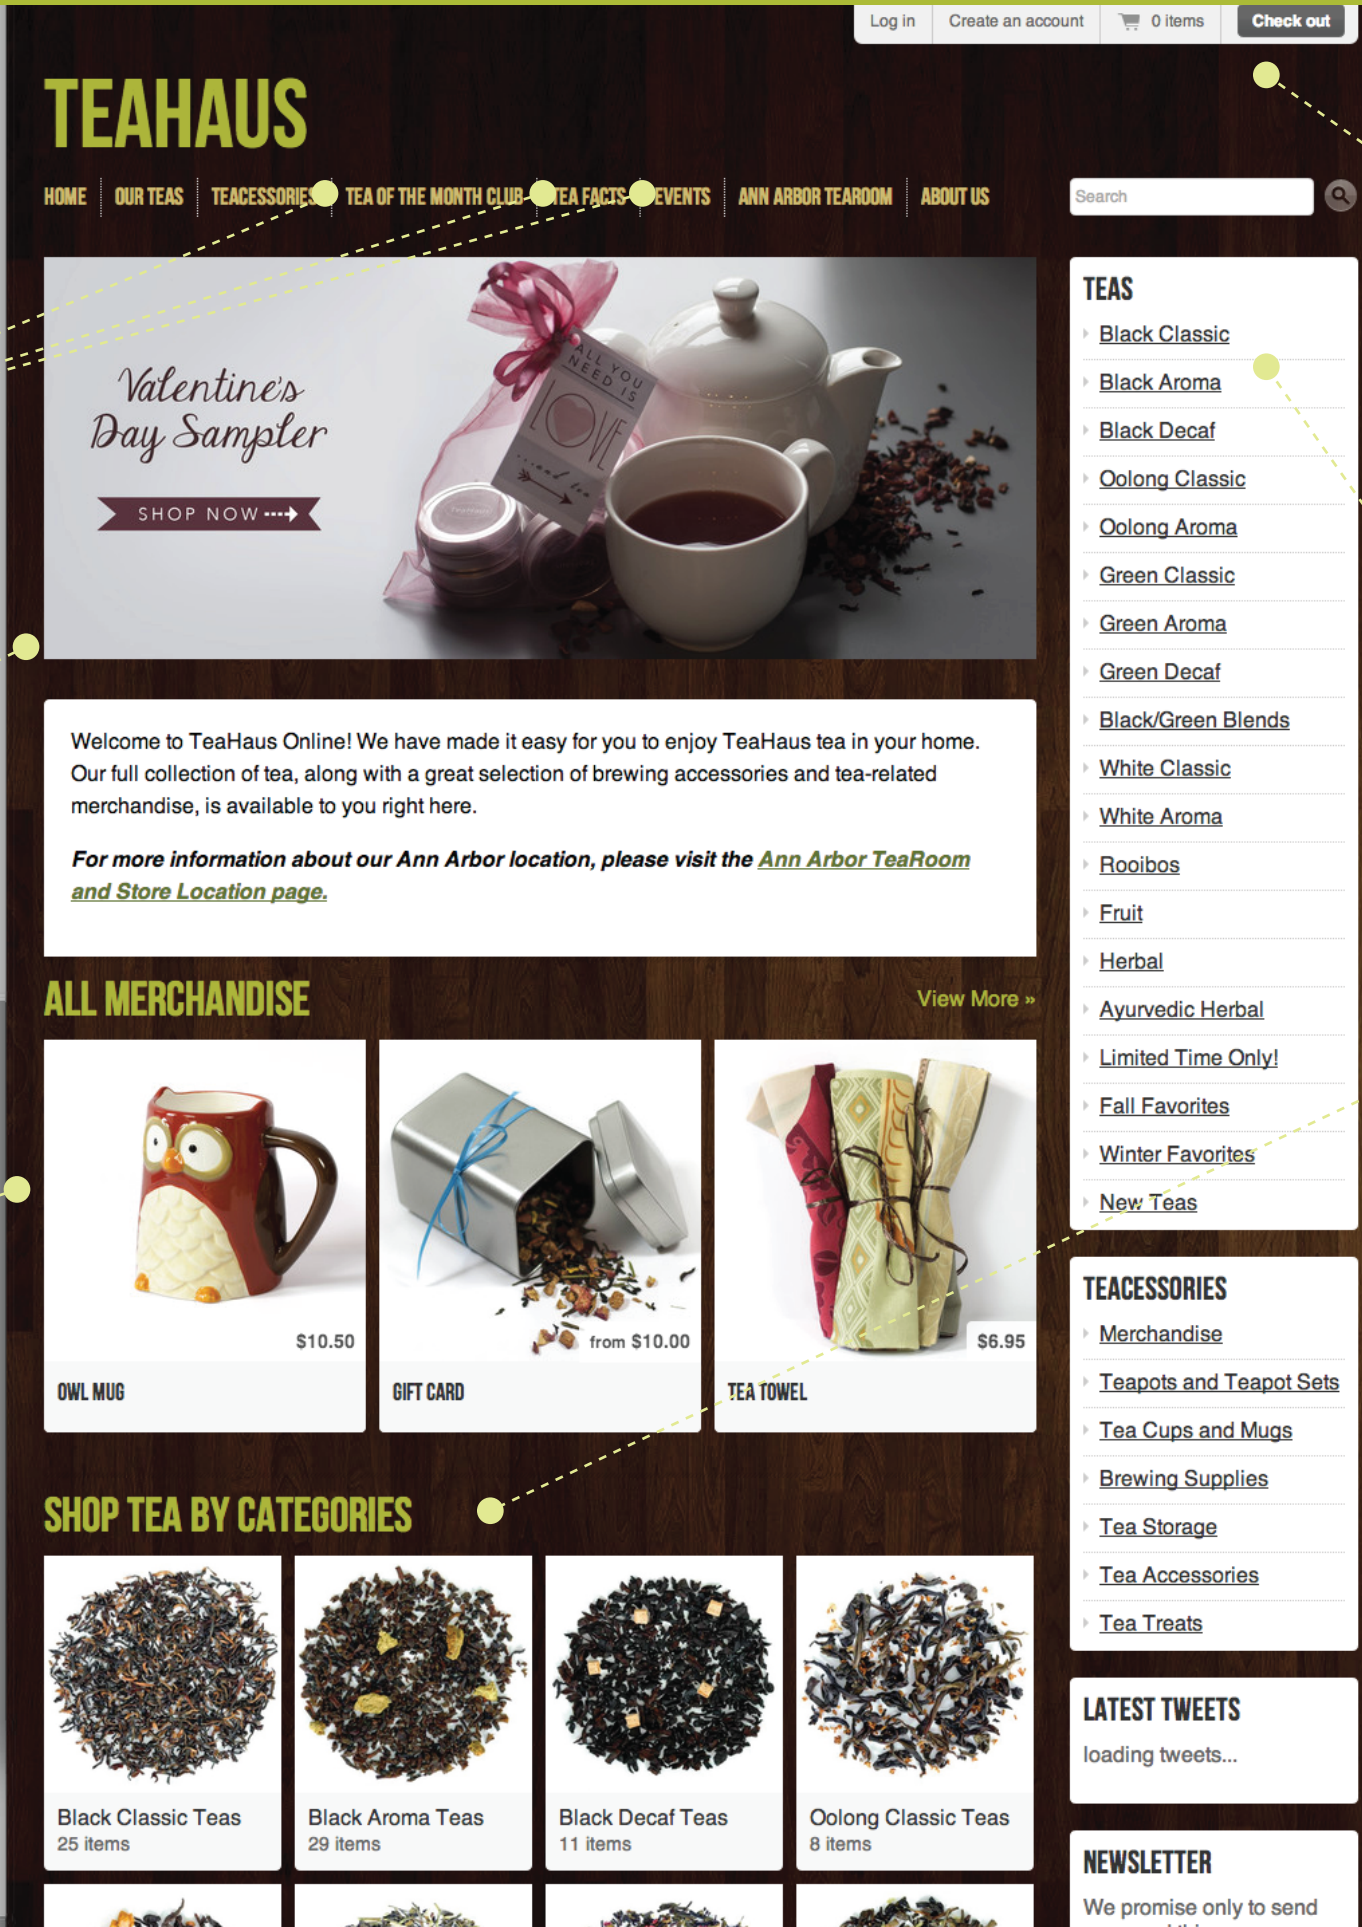 Log in
Create an account
0 items
Check out
TEAHAUS
HOME
OUR TEAS
TEACESSORIES
TEA OF THE MONTH CLUB
TEA FACTS
EVENTS
ANN ARBOR TEAROOM
ABOUT US
Search
Valentine's
Day Sampler
SHOP NOW
ALL YOU
NEED IS
LOVE
...and tea
TeaHaus
Welcome to TeaHaus Online! We have made it easy for you to enjoy TeaHaus tea in your home.
Our full collection of tea, along with a great selection of brewing accessories and tea-related
merchandise, is available to you right here.
For more information about our Ann Arbor location, please visit the Ann Arbor TeaRoom
and Store Location page.
ALL MERCHANDISE
View More »
$10.50
OWL MUG
from $10.00
GIFT CARD
$6.95
TEA TOWEL
SHOP TEA BY CATEGORIES
Black Classic Teas
25 items
Black Aroma Teas
29 items
Black Decaf Teas
11 items
Oolong Classic Teas
8 items
TEAS
Black Classic
Black Aroma
Black Decaf
Oolong Classic
Oolong Aroma
Green Classic
Green Aroma
Green Decaf
Black/Green Blends
White Classic
White Aroma
Rooibos
Fruit
Herbal
Ayurvedic Herbal
Limited Time Only!
Fall Favorites
Winter Favorites
New Teas
TEACESSORIES
Merchandise
Teapots and Teapot Sets
Tea Cups and Mugs
Brewing Supplies
Tea Storage
Tea Accessories
Tea Treats
LATEST TWEETS
loading tweets...
NEWSLETTER
We promise only to send